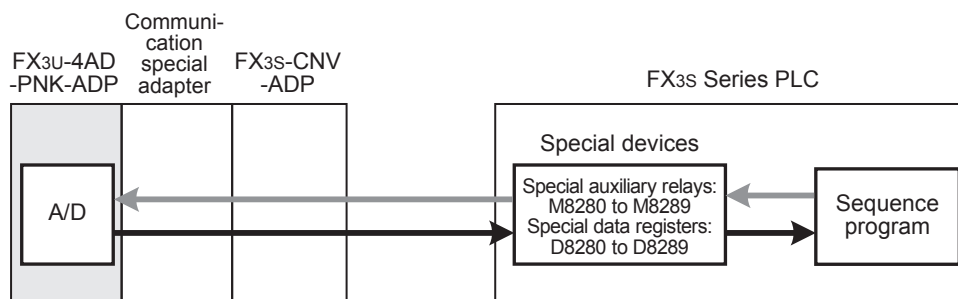 FX3U-4AD
-PNK-ADP
Communi-
cation
special
adapter
FX3S-CNV
-ADP
FX3S Series PLC
A/D
Special devices
Special auxiliary relays:
M8280 to M8289
Special data registers:
D8280 to D8289
Sequence
program